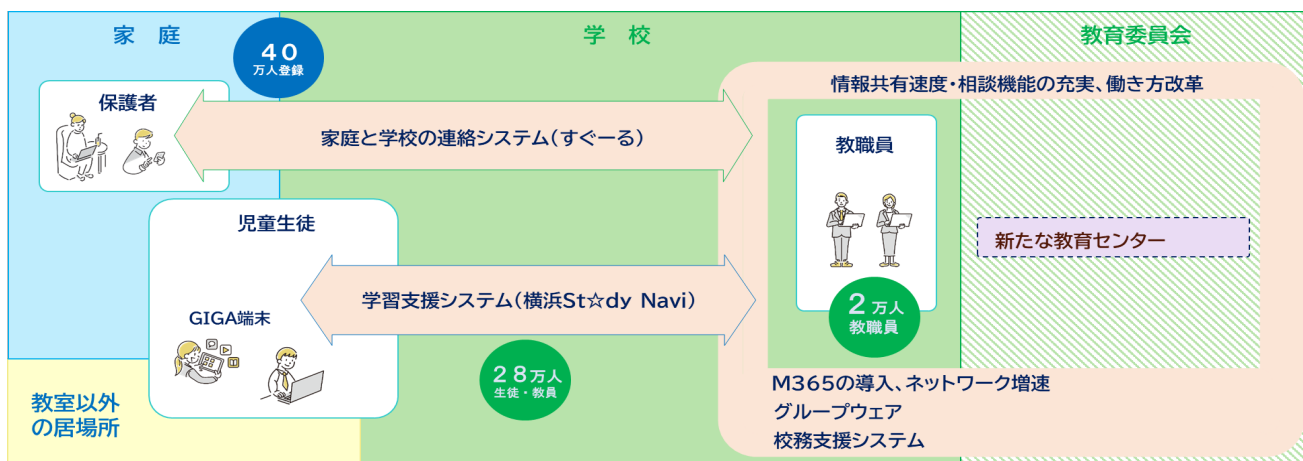 家　庭
学　校
教育委員会
40
万人登録
情報共有速度・相談機能の充実、働き方改革
保護者
家庭と学校の連絡システム(すぐーる)
教職員
児童生徒
新たな教育センター
学習支援システム(横浜St☆dy Navi)
GIGA端末
2万人
教職員
28万人
生徒・教員
M365の導入、ネットワーク増速
グループウェア
校務支援システム
教室以外
の居場所